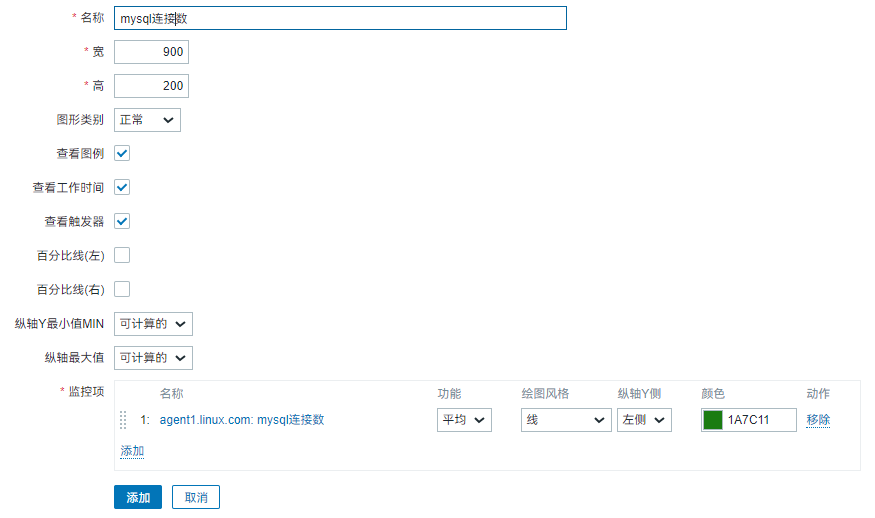 * 名称 mysql连接数
* 宽 900
* 高 200
图形类别 正常
查看图例
查看工作时间
查看触发器
百分比线(左)
百分比线(右)
纵轴Y最小值MIN 可计算的
纵轴最大值 可计算的
* 监控项 名称 功能 绘图风格 纵轴Y侧 颜色 动作
1: agent1.linux.com: mysql连接数 平均 线 左侧 1A7C11 移除
添加
添加 取消